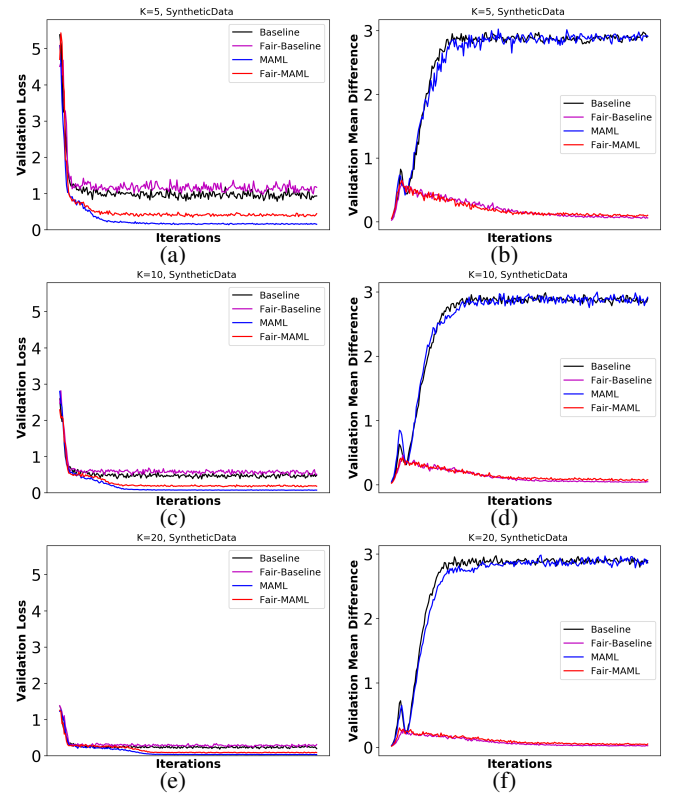 K=5, SyntheticData
5
4
3
2
1
0
Validation Loss
Baseline
Fair-Baseline
MAML
Fair-MAML
Iterations
(a)
K=5, SyntheticData
3
2
1
0
Validation Mean Difference
Baseline
Fair-Baseline
MAML
Fair-MAML
Iterations
(b)
K=10, SyntheticData
5
4
3
2
1
0
Validation Loss
Baseline
Fair-Baseline
MAML
Fair-MAML
Iterations
(c)
K=10, SyntheticData
3
2
1
0
Validation Mean Difference
Baseline
Fair-Baseline
MAML
Fair-MAML
Iterations
(d)
K=20, SyntheticData
5
4
3
2
1
0
Validation Loss
Baseline
Fair-Baseline
MAML
Fair-MAML
Iterations
(e)
K=20, SyntheticData
3
2
1
0
Validation Mean Difference
Baseline
Fair-Baseline
MAML
Fair-MAML
Iterations
(f)